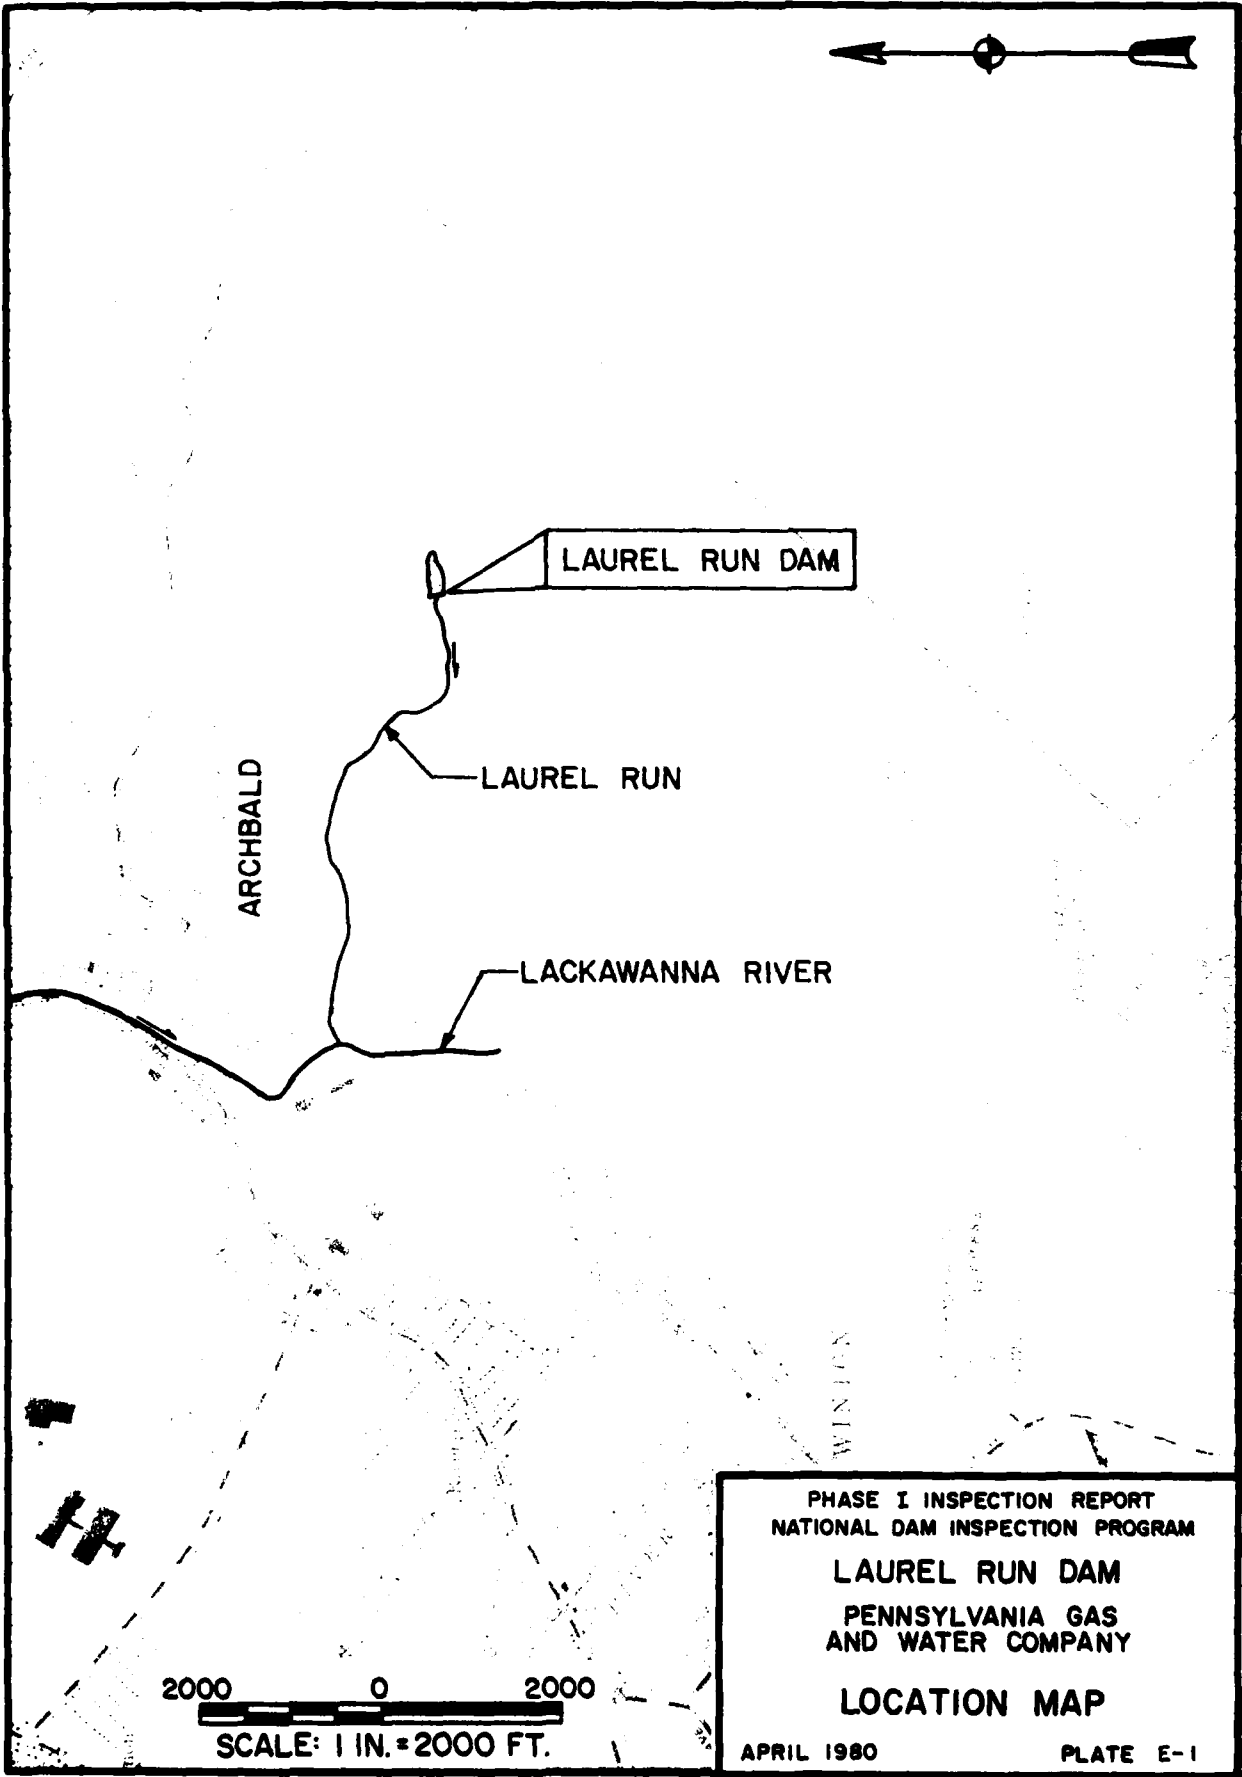 LAUREL RUN DAM
LAUREL RUN
ARCHBALD
LACKAWANNA RIVER
WINTON
PHASE I INSPECTION REPORT
NATIONAL DAM INSPECTION PROGRAM
LAUREL RUN DAM
PENNSYLVANIA GAS
AND WATER COMPANY
LOCATION MAP
APRIL 1980 PLATE E-1
2000 0 2000
SCALE: 1 IN. = 2000 FT.